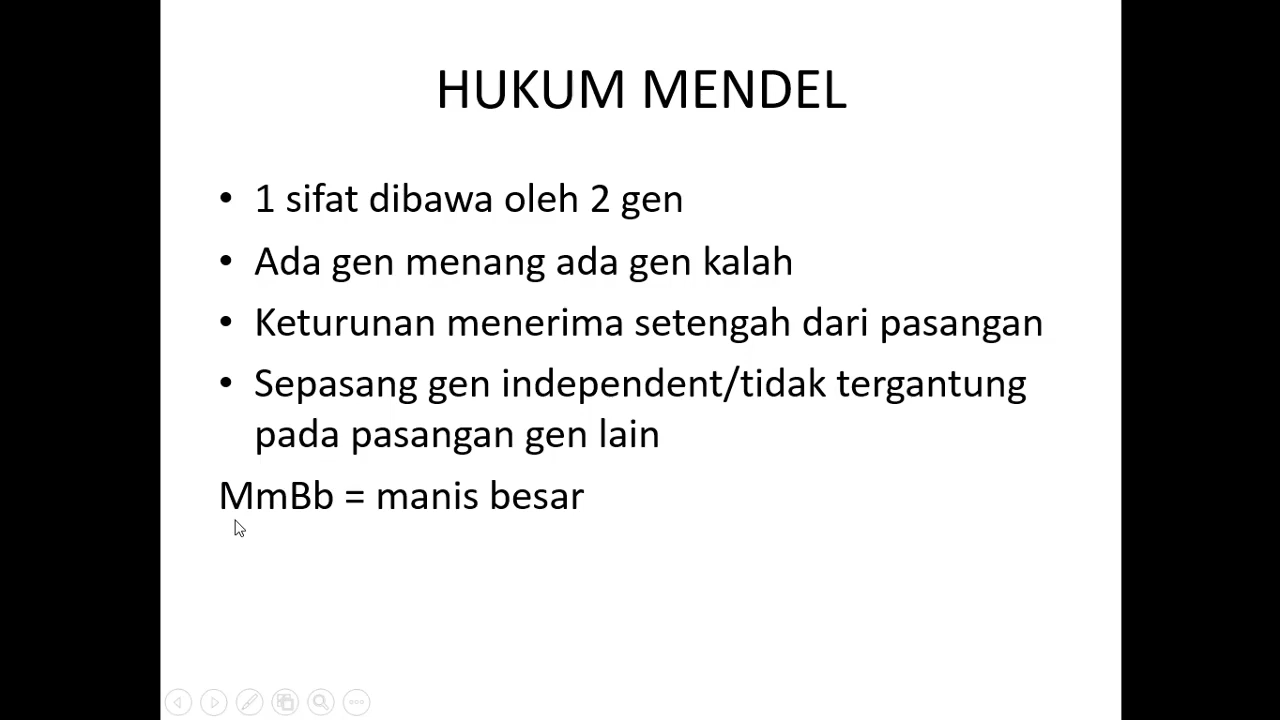 HUKUM MENDEL
• 1 sifat dibawa oleh 2 gen
• Ada gen menang ada gen kalah
• Keturunan menerima setengah dari pasangan
• Sepasang gen independent/tidak tergantung
pada pasangan gen lain
MmBb = manis besar